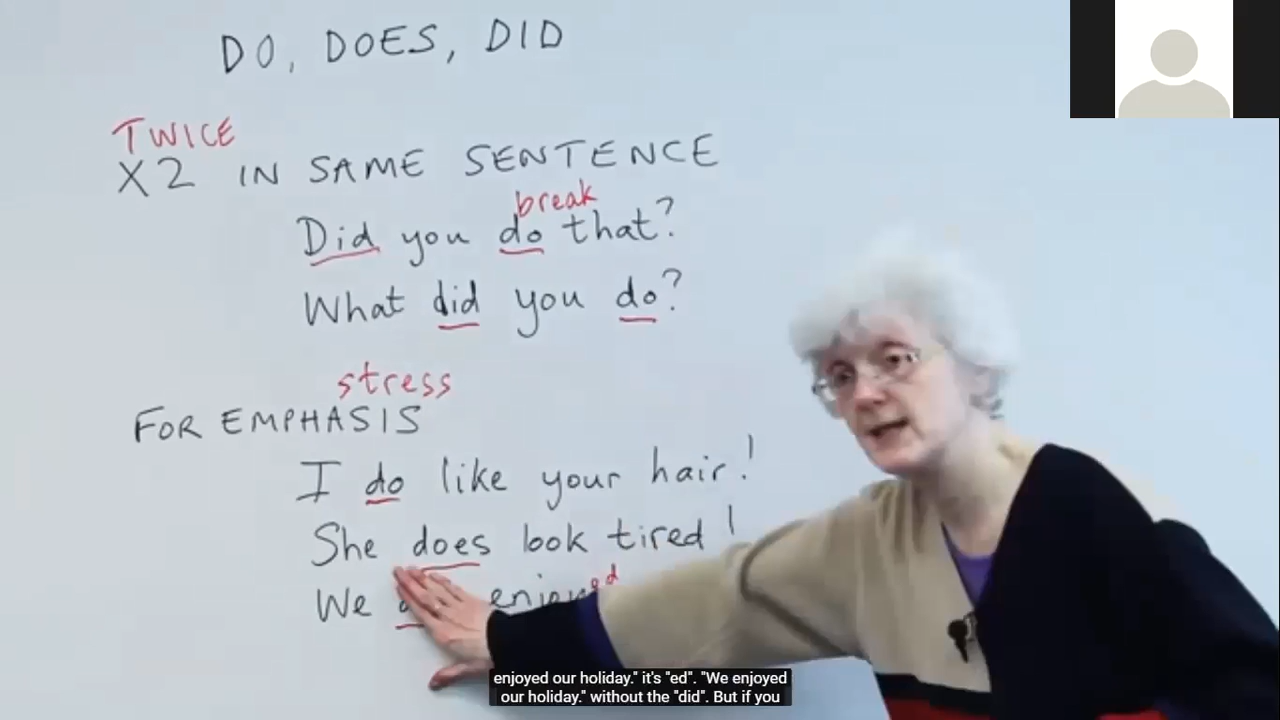 DO, DOES, DID
TWICE
X2 IN SAME SENTENCE
break
Did you do that?
What did you do?
stress
FOR EMPHASIS
I do like your hair!
She does look tired!
ed
We enjoy
enjoyed our holiday." it's "ed". "We enjoyed
our holiday." without the "did". But if you